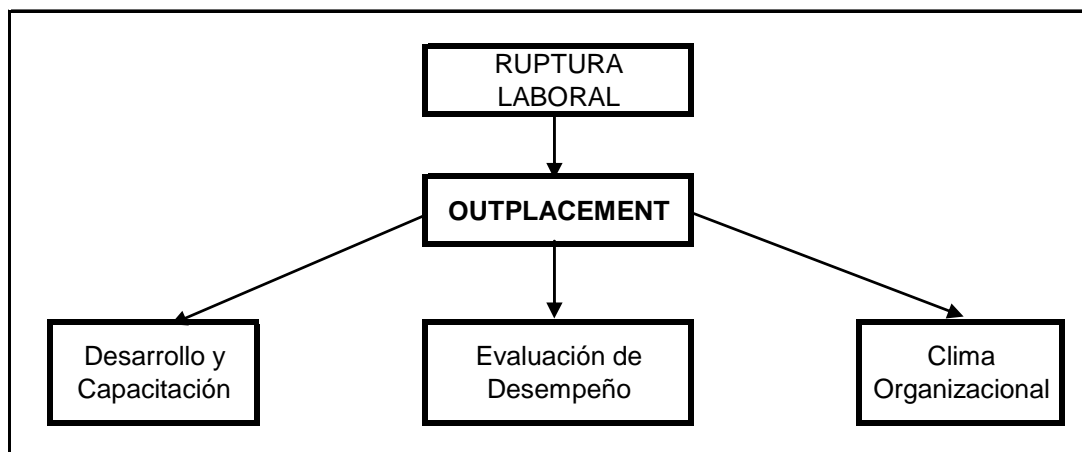 RUPTURA
LABORAL
OUTPLACEMENT
Desarrollo y
Capacitación
Evaluación de
Desempeño
Clima
Organizacional